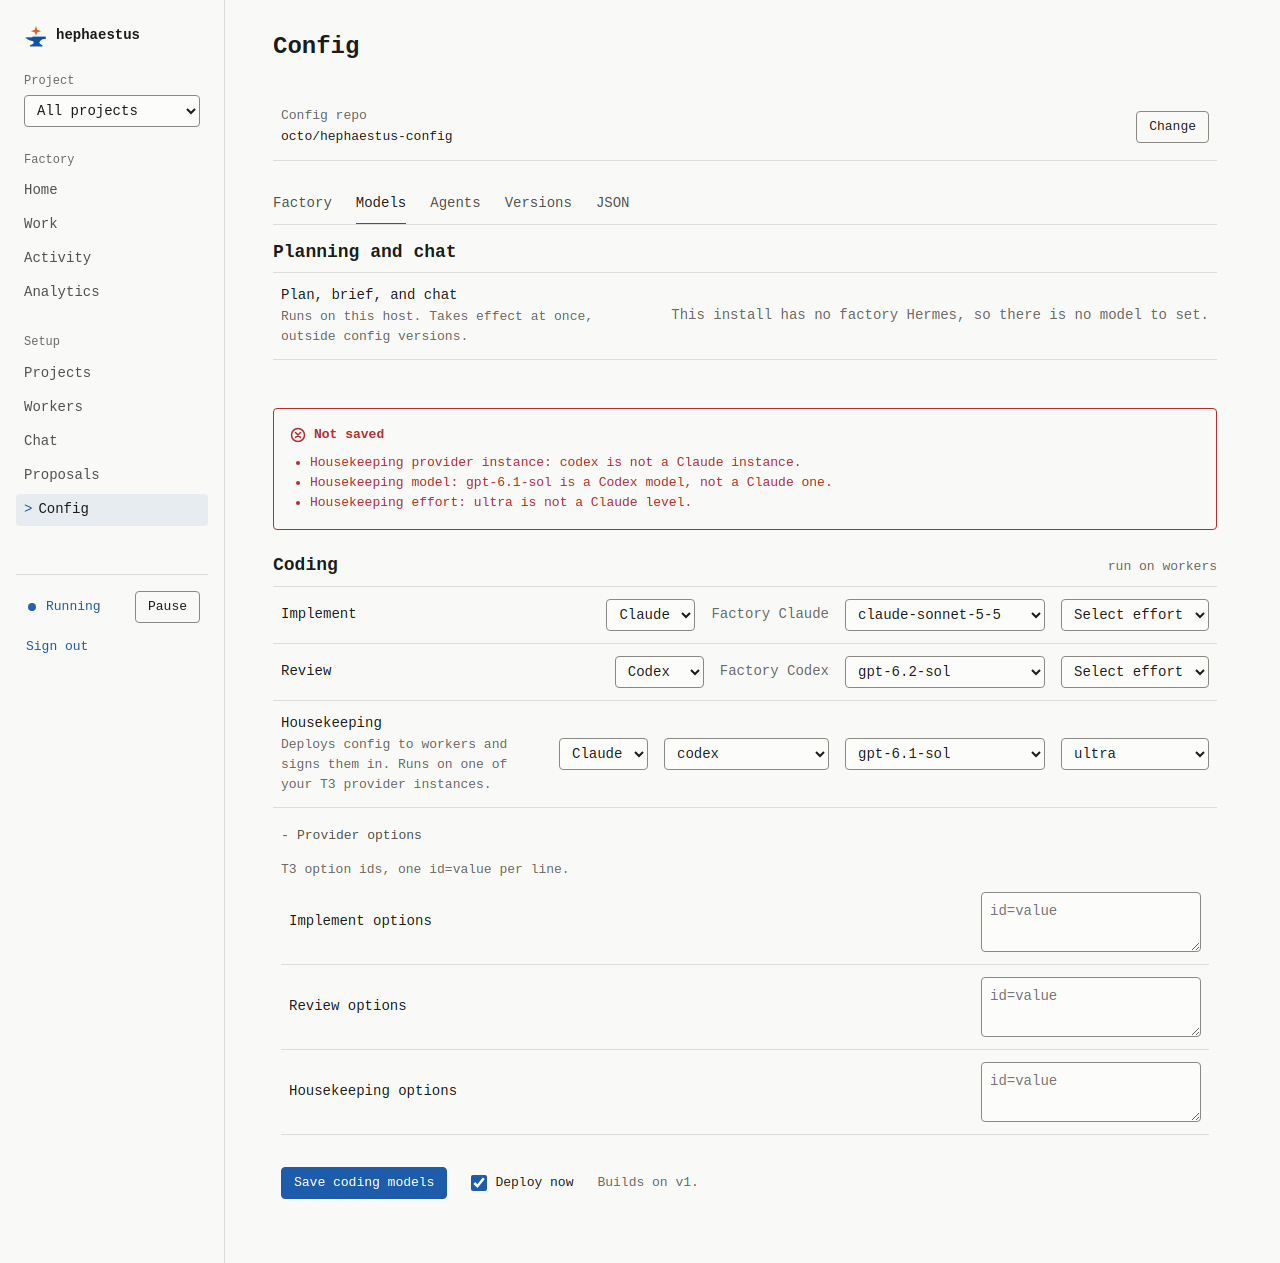 hephaestus
Project
All projects
Factory
Home
Work
Activity
Analytics
Setup
Projects
Workers
Chat
Proposals
> Config
Running
Pause
Sign out
Config
Config repo
octo/hephaestus-config
Change
Factory Models Agents Versions JSON
Planning and chat
Plan, brief, and chat
Runs on this host. Takes effect at once,
outside config versions.
This install has no factory Hermes, so there is no model to set.
Not saved
• Housekeeping provider instance: codex is not a Claude instance.
• Housekeeping model: gpt-6.1-sol is a Codex model, not a Claude one.
• Housekeeping effort: ultra is not a Claude level.
Coding
run on workers
Implement
Claude
Factory Claude
claude-sonnet-5-5
Select effort
Review
Codex
Factory Codex
gpt-6.2-sol
Select effort
Housekeeping
Deploys config to workers and
signs them in. Runs on one of
your T3 provider instances.
Claude
codex
gpt-6.1-sol
ultra
- Provider options
T3 option ids, one id=value per line.
Implement options
id=value
Review options
id=value
Housekeeping options
id=value
Save coding models
Deploy now
Builds on v1.